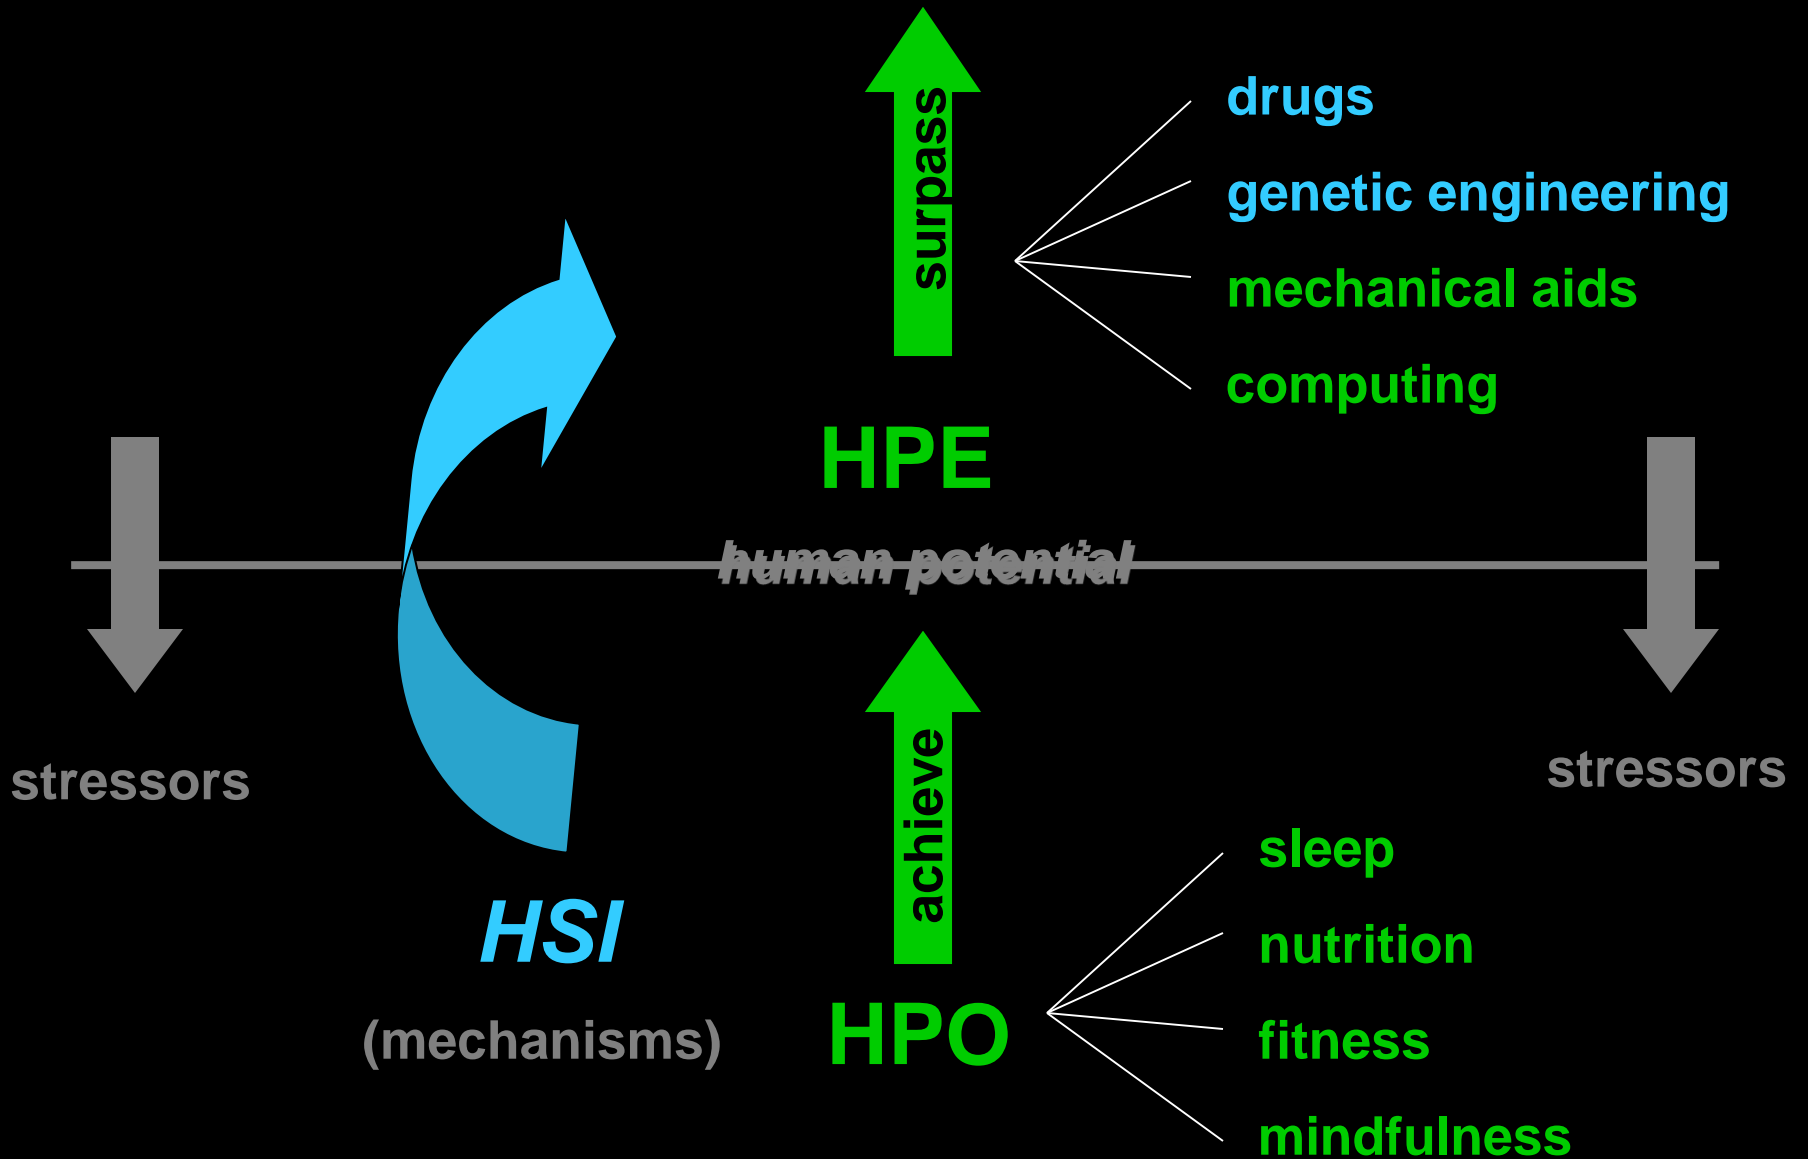 surpass
drugs
genetic engineering
mechanical aids
computing
HPE
human potential
stressors
stressors
achieve
sleep
HSI
nutrition
(mechanisms)
HPO
fitness
mindfulness